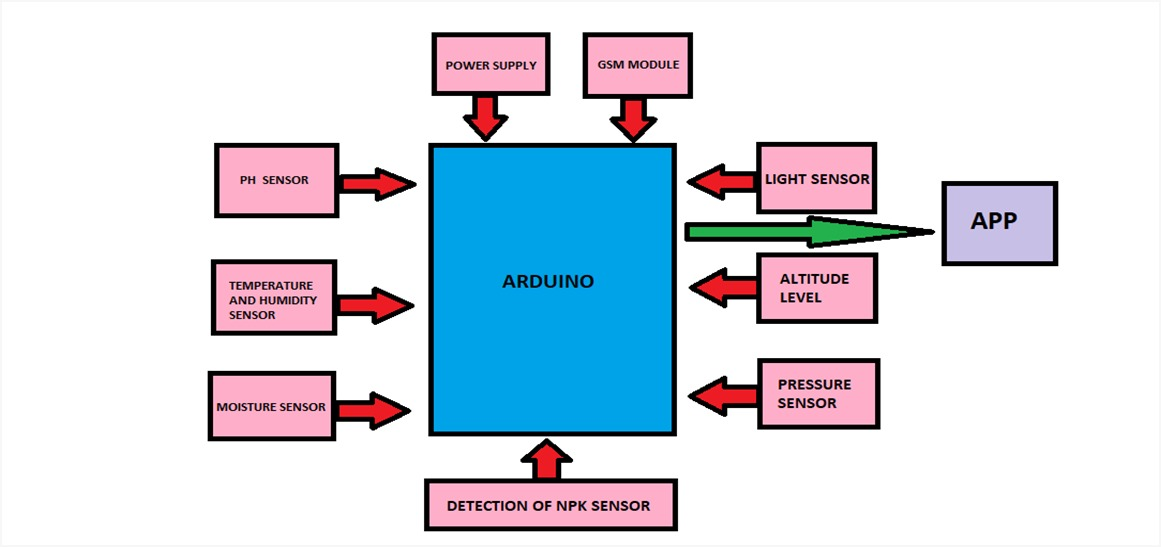 POWER SUPPLY
GSM MODULE
PH SENSOR
LIGHT SENSOR
APP
ARDUINO
TEMPERATURE
AND HUMIDITY
SENSOR
ALTITUDE
LEVEL
MOISTURE SENSOR
PRESSURE
SENSOR
DETECTION OF NPK SENSOR